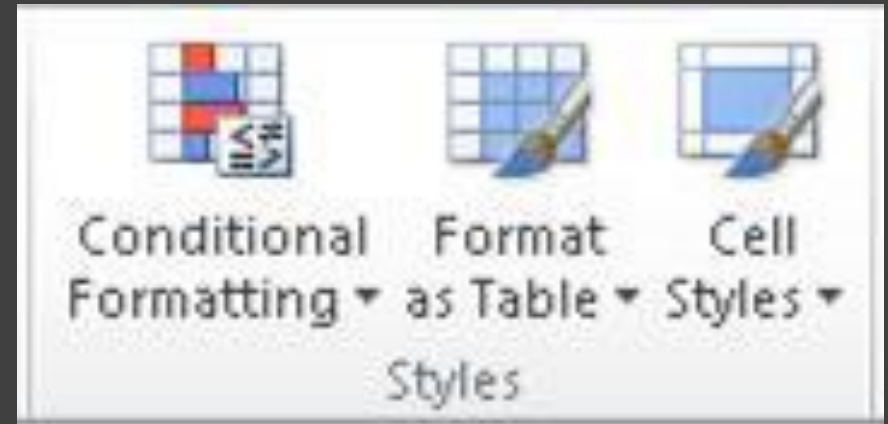 Conditional Formatting
Format as Table
Cell Styles
Styles